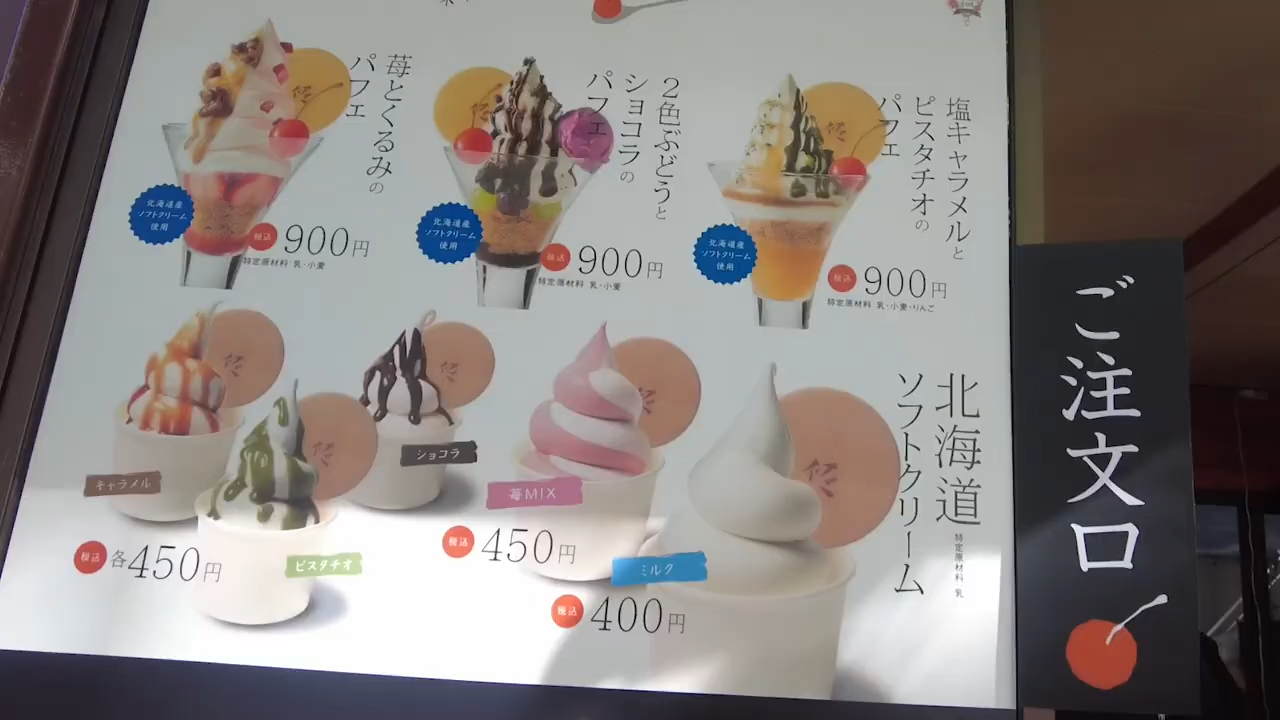 苺とくるみの
パフェ
北海道産
ソフトクリーム
使用
税込 900円
特定原材料 乳・小麦
2色ぶどうと
ショコラの
パフェ
北海道産
ソフトクリーム
使用
税込 900円
特定原材料 乳・小麦
塩キャラメルと
ピスタチオの
パフェ
北海道産
ソフトクリーム
使用
税込 900円
特定原材料 乳・小麦・りんご
北海道
ソフトクリーム
特定原材料 乳
キャラメル
ピスタチオ
ショコラ
税込 各450円
苺MIX
税込 450円
ミルク
税込 400円
ご注文口